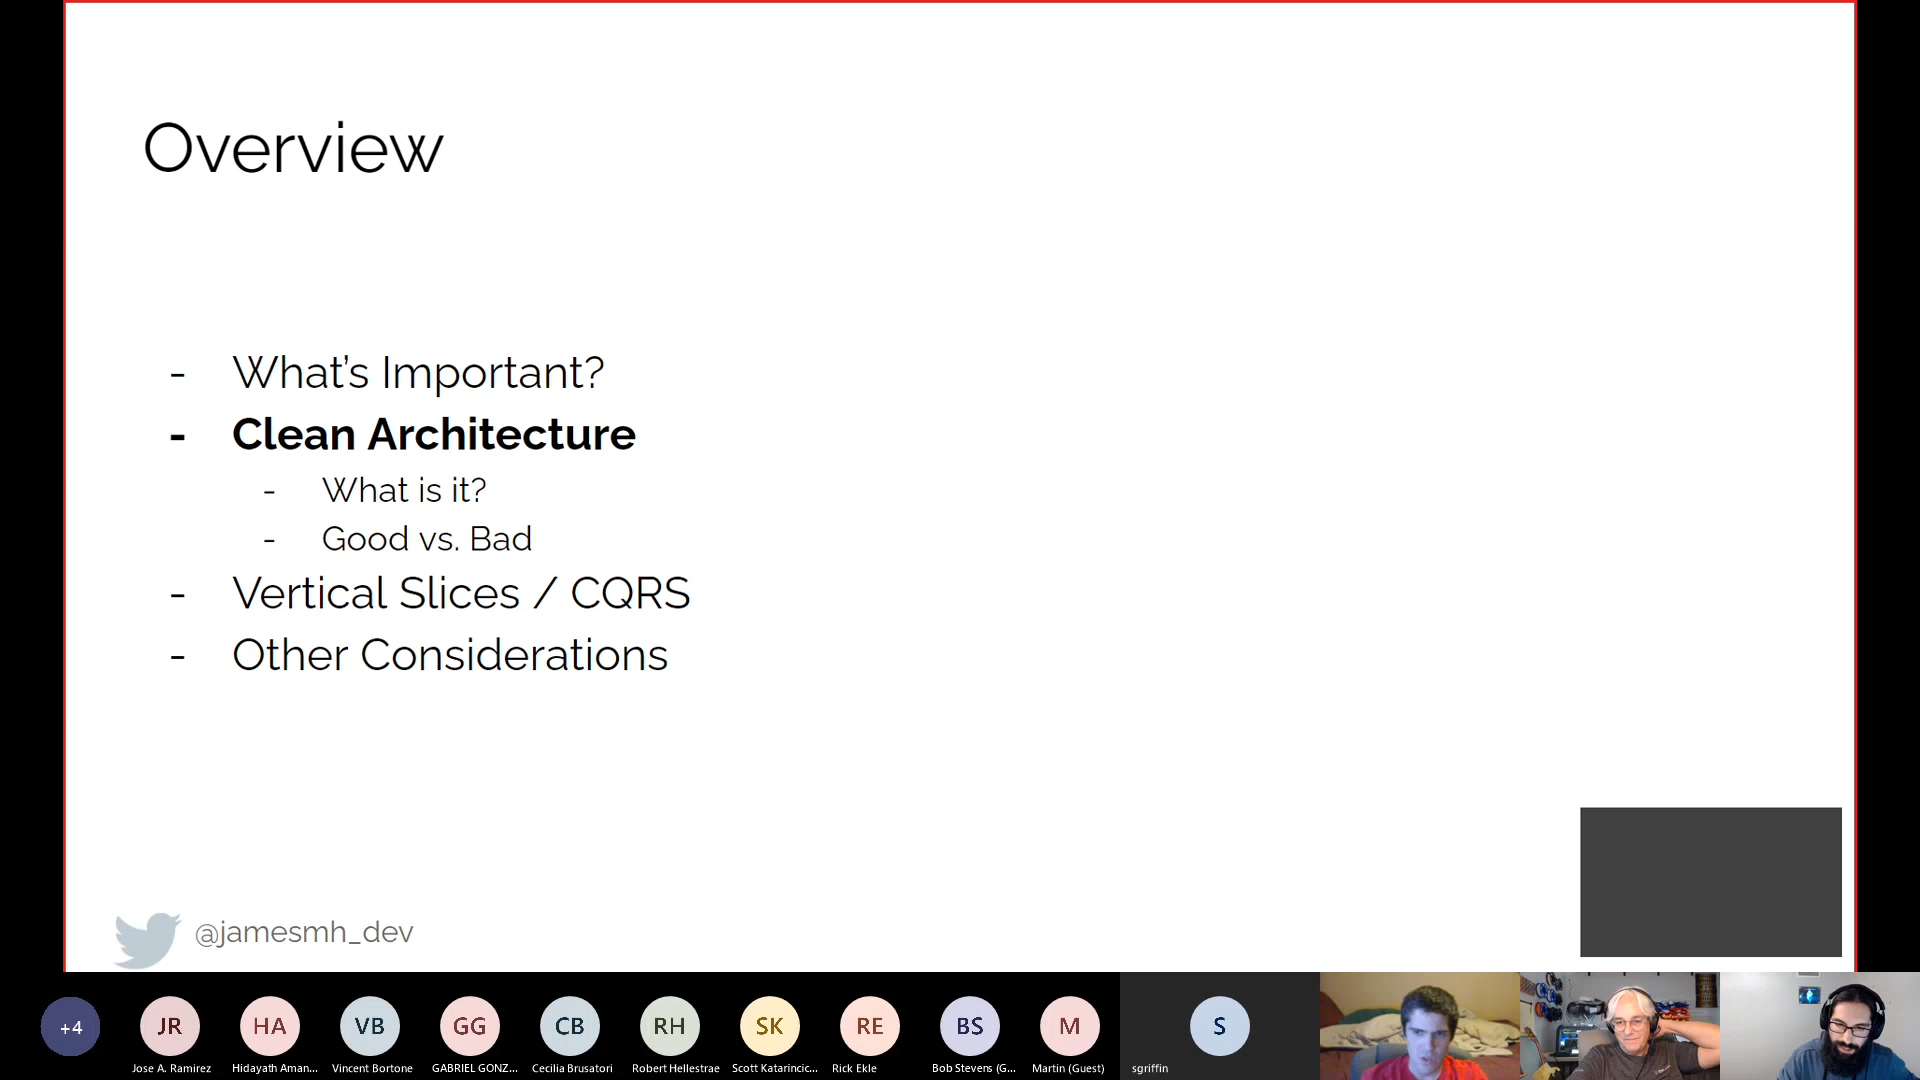 Overview
- What's Important?
- Clean Architecture
- What is it?
- Good vs. Bad
- Vertical Slices / CQRS
- Other Considerations
@jamesmh_dev
+4 JR HA VB GG CB RH SK RE BS M S
Jose A. Ramirez Hidayath Aman... Vincent Bortone GABRIEL GONZ... Cecilia Brusatori Robert Hellestrae Scott Katarincic... Rick Ekle Bob Stevens (G... Martin (Guest) sgriffin